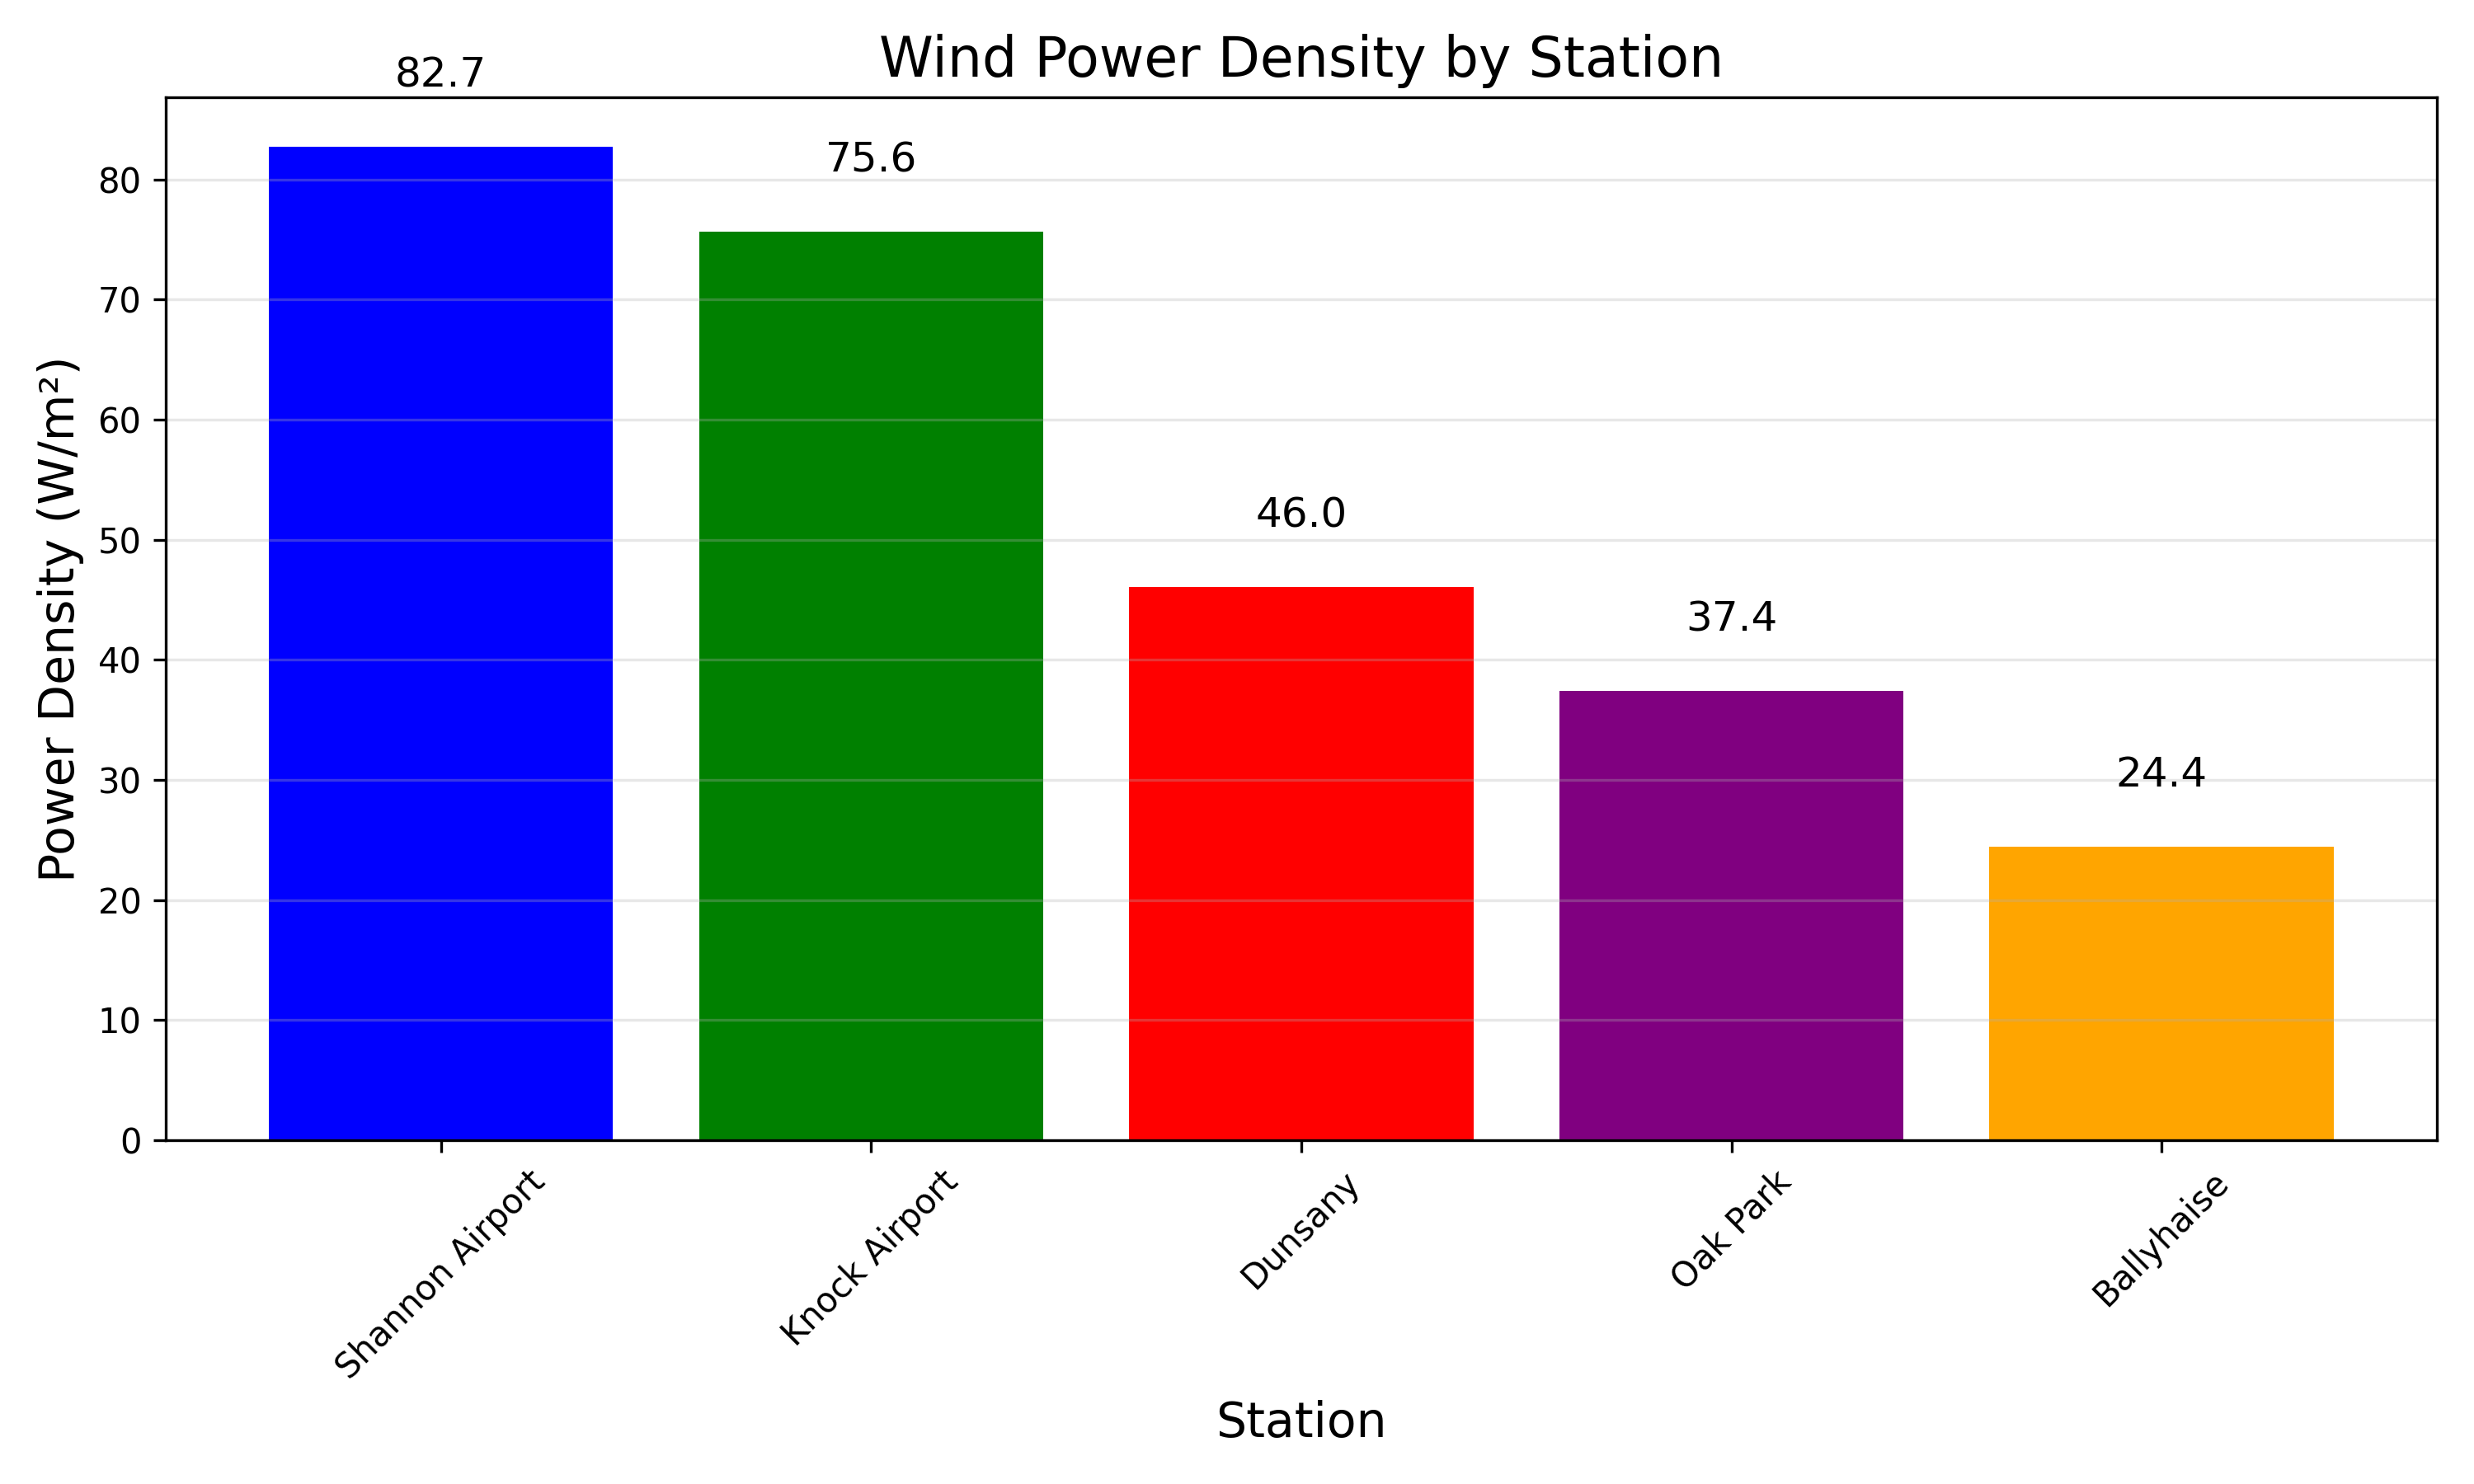 Wind Power Density by Station
82.7
75.6
46.0
37.4
24.4
Power Density (W/m²)
80
70
60
50
40
30
20
10
0
Shannon Airport
Knock Airport
Dunsany
Oak Park
Ballyhaise
Station